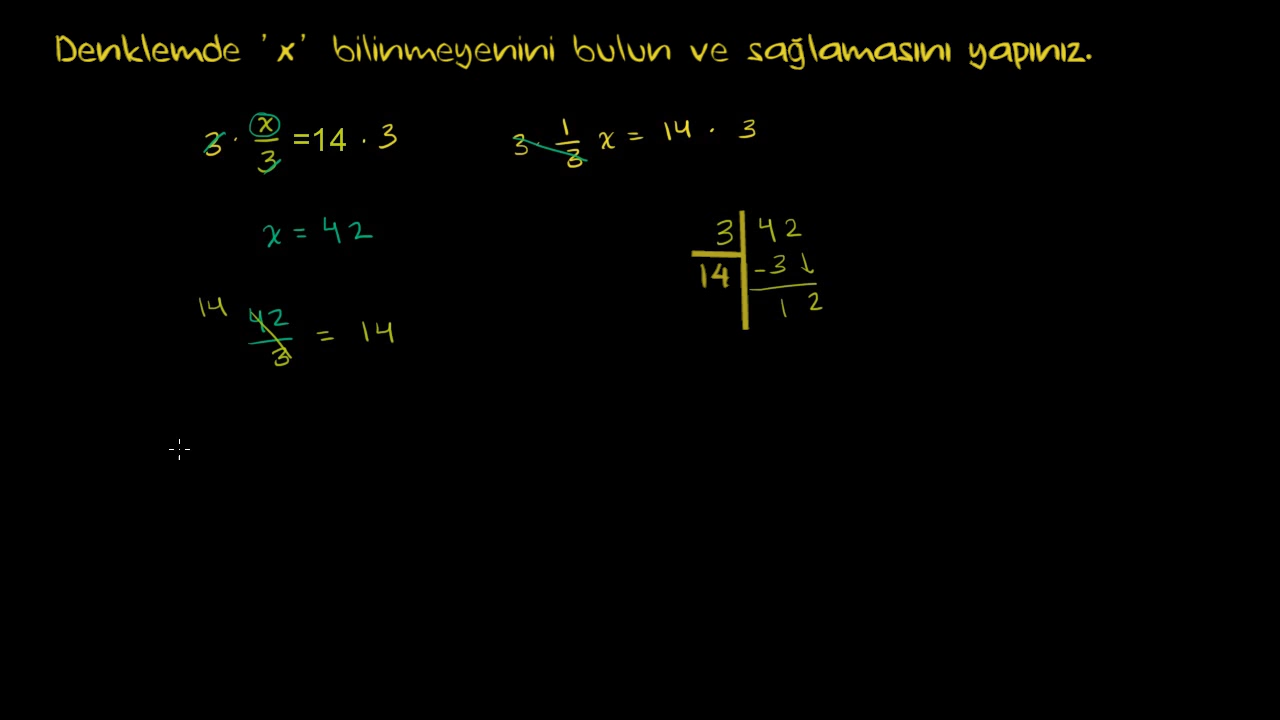 Denklemde 'x' bilinmeyenini bulun ve sağlamasını yapınız.
3 · x/3 =14 · 3
3 · 1/3 x = 14 · 3
x = 42
14 42/3 = 14
3 42
14 -3↓
12